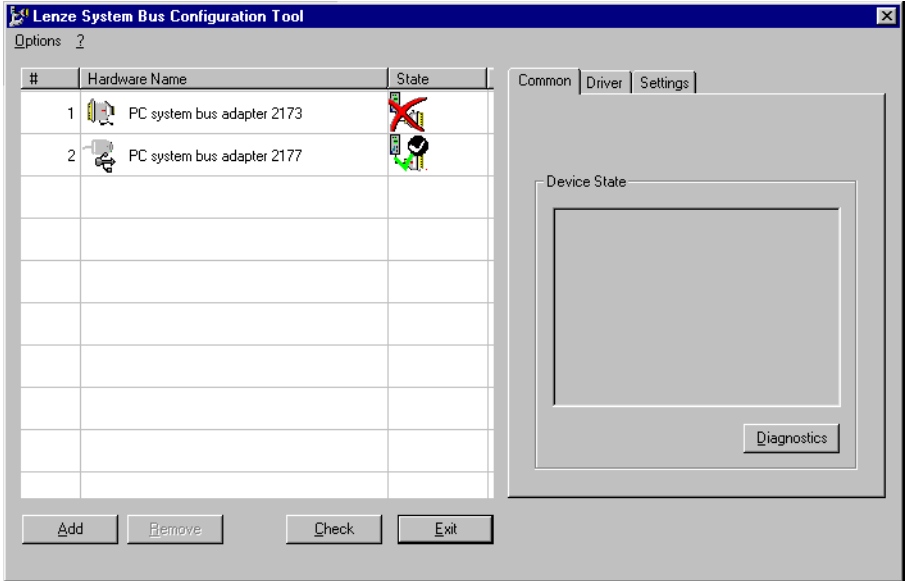 Lenze System Bus Configuration Tool
Options ?
# Hardware Name State
1 PC system bus adapter 2173
2 PC system bus adapter 2177
Common Driver Settings
Device State
Diagnostics
Add Remove Check Exit